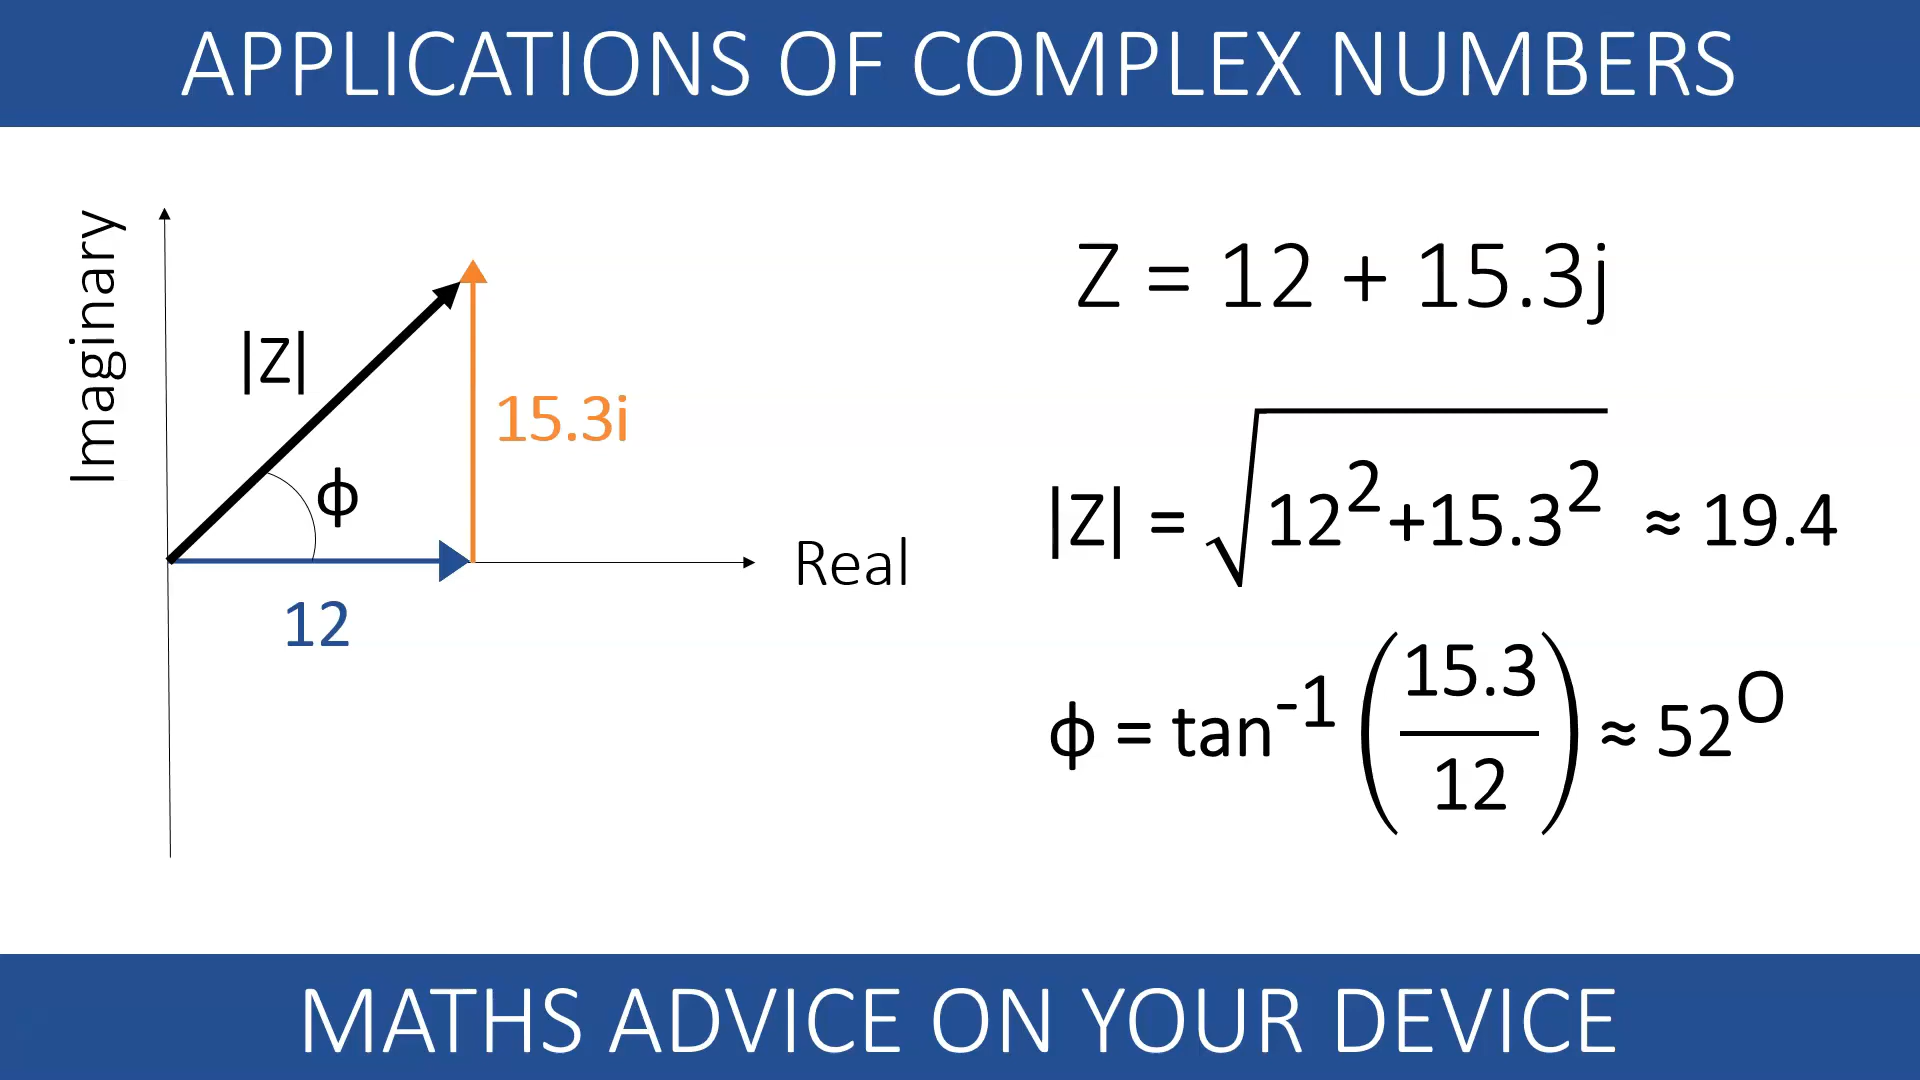 APPLICATIONS OF COMPLEX NUMBERS
Imaginary
|Z|
ϕ
15.3i
12
Real
Z = 12 + 15.3j
|Z| = √12²+15.3² ≈ 19.4
ϕ = tan⁻¹ (15.3/12) ≈ 52ᴼ
MATHS ADVICE ON YOUR DEVICE